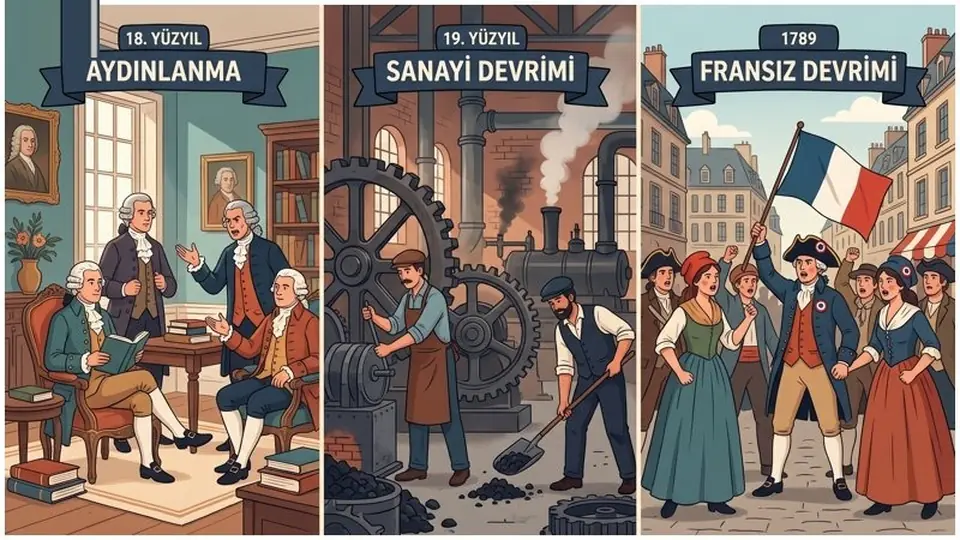 18. YÜZYIL
AYDINLANMA
19. YÜZYIL
SANAYİ DEVRİMİ
1789
FRANSIZ DEVRİMİ